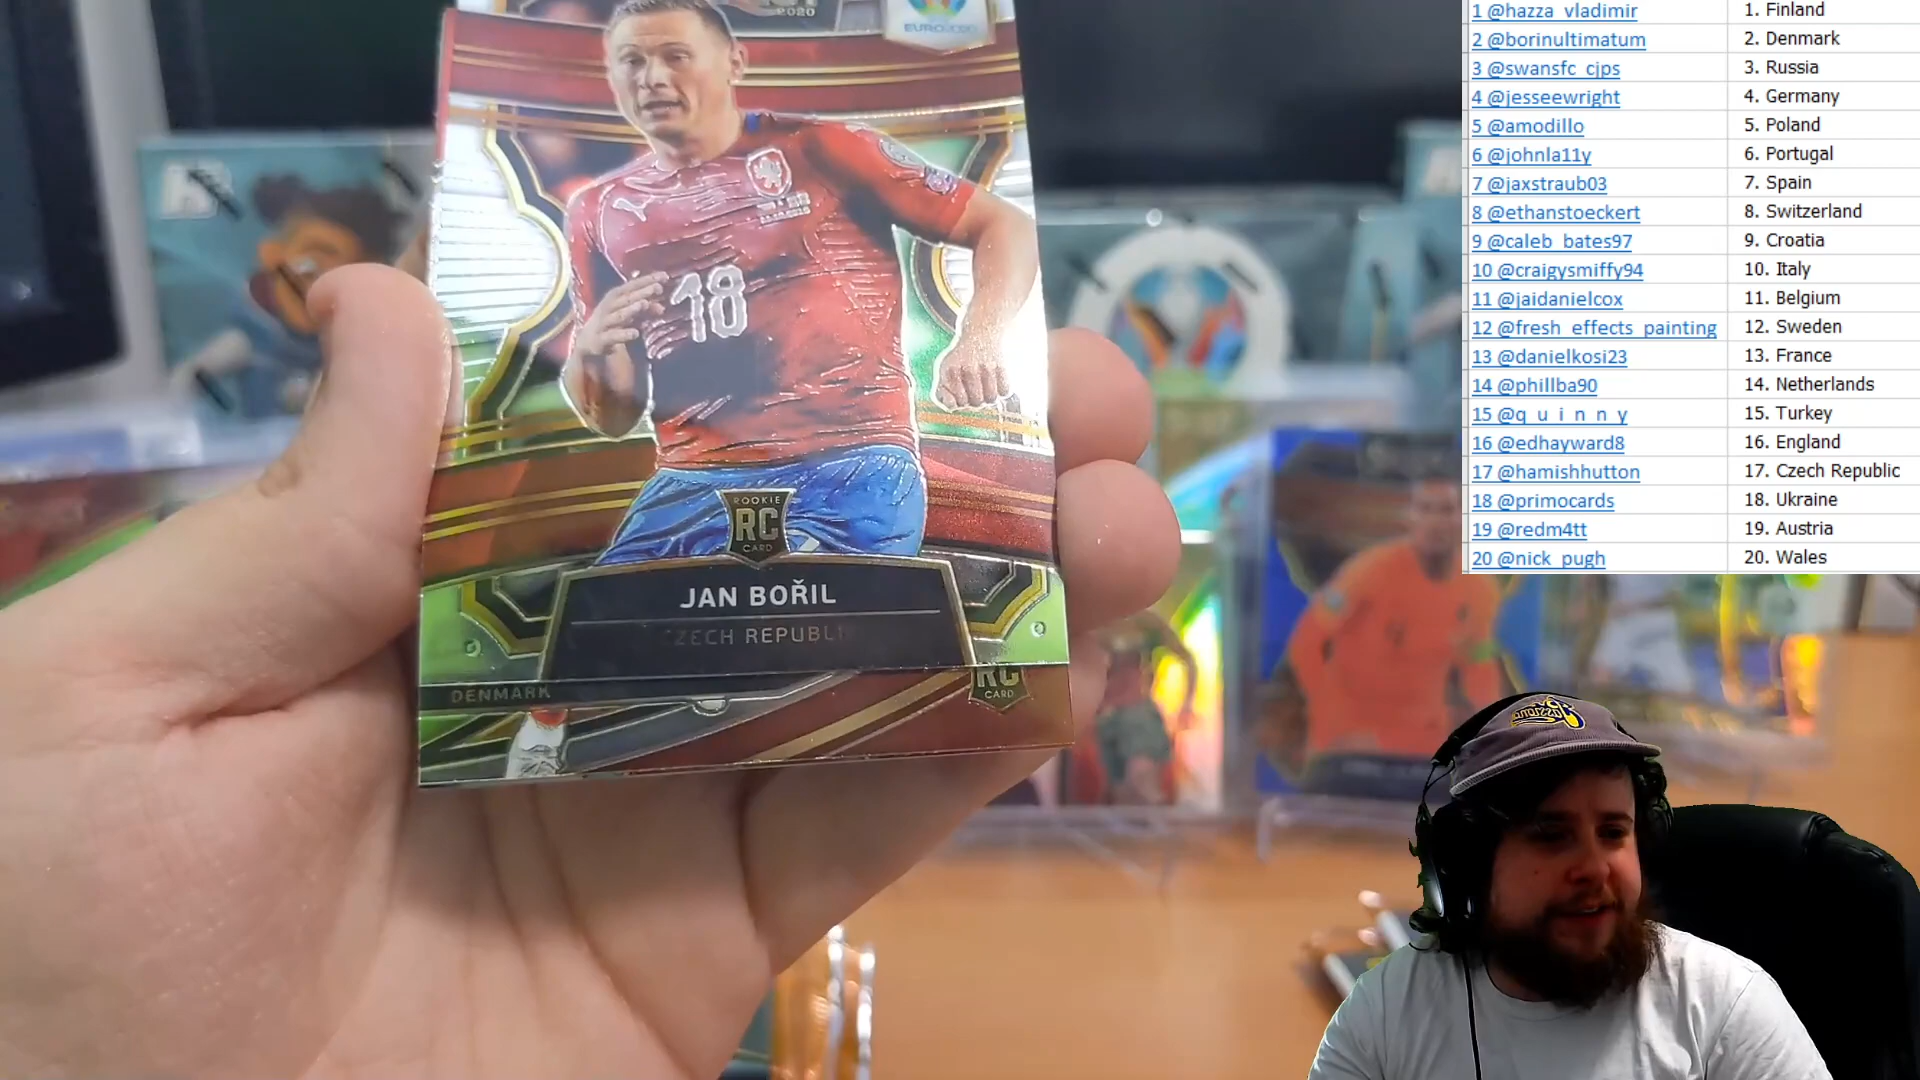 2020
EURO2020
18
ROOKIE
RC
CARD
JAN BOŘIL
CZECH REPUBLI
DENMARK
RC
CARD
1 @hazza_vladimir 1. Finland
2 @borinultimatum 2. Denmark
3 @swansfc_cjps 3. Russia
4 @jesseewright 4. Germany
5 @amodillo 5. Poland
6 @johnla11y 6. Portugal
7 @jaxstraub03 7. Spain
8 @ethanstoeckert 8. Switzerland
9 @caleb_bates97 9. Croatia
10 @craigysmiffy94 10. Italy
11 @jaidanielcox 11. Belgium
12 @fresh_effects_painting 12. Sweden
13 @danielkosi23 13. France
14 @phillba90 14. Netherlands
15 @q_u_i_n_n_y 15. Turkey
16 @edhayward8 16. England
17 @hamishhutton 17. Czech Republic
18 @primocards 18. Ukraine
19 @redm4tt 19. Austria
20 @nick_pugh 20. Wales